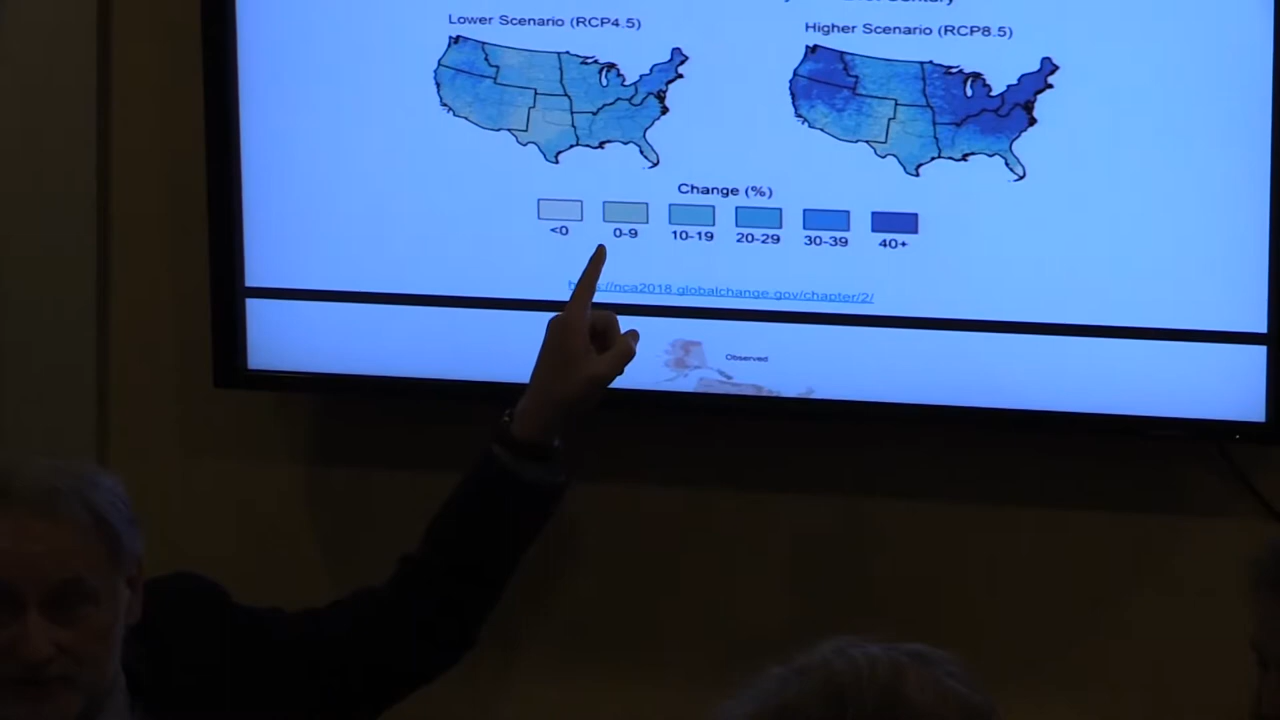 Lower Scenario (RCP4.5)
Higher Scenario (RCP8.5)
Change (%)
<0
0-9
10-19
20-29
30-39
40+
nca2018.globalchange.gov/chapter/2/
Observed